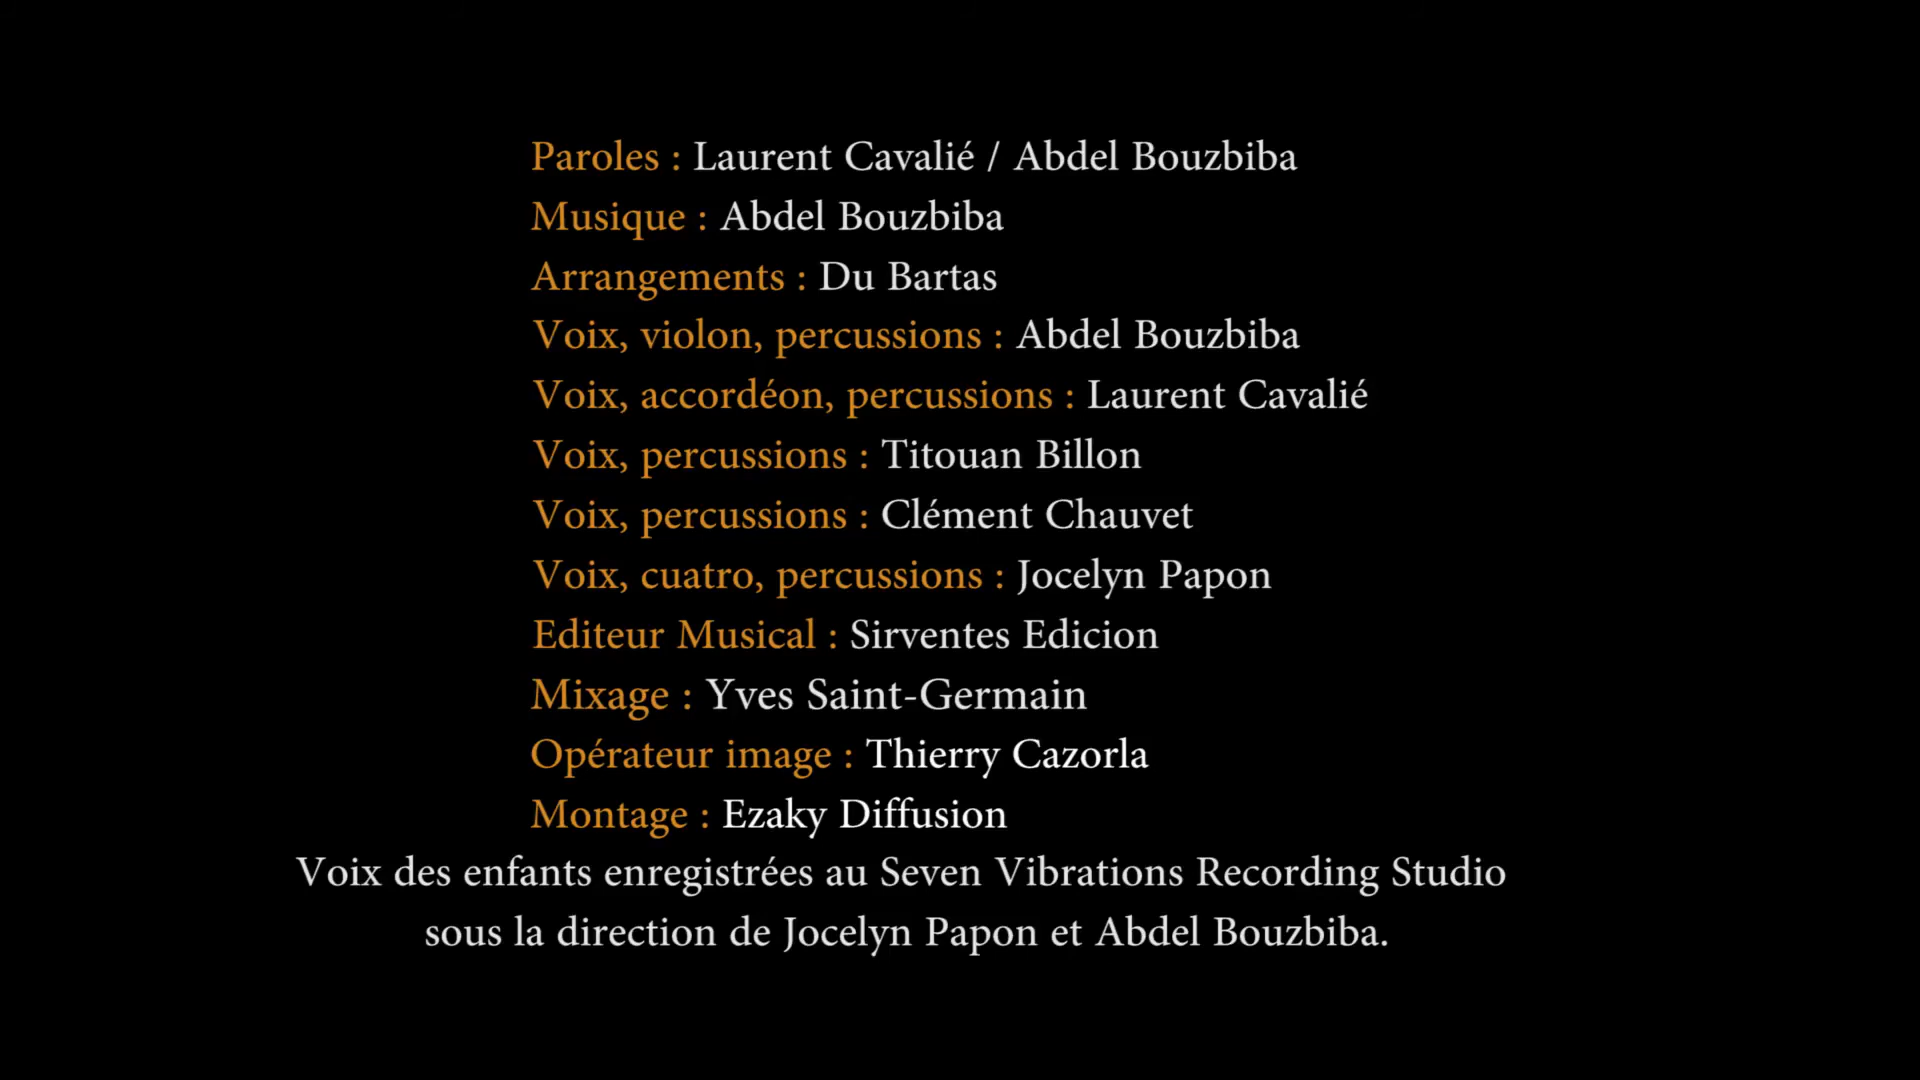 Paroles : Laurent Cavalié / Abdel Bouzbiba
Musique : Abdel Bouzbiba
Arrangements : Du Bartas
Voix, violon, percussions : Abdel Bouzbiba
Voix, accordéon, percussions : Laurent Cavalié
Voix, percussions : Titouan Billon
Voix, percussions : Clément Chauvet
Voix, cuatro, percussions : Jocelyn Papon
Editeur Musical : Sirventes Edicion
Mixage : Yves Saint-Germain
Opérateur image : Thierry Cazorla
Montage : Ezaky Diffusion
Voix des enfants enregistrées au Seven Vibrations Recording Studio
sous la direction de Jocelyn Papon et Abdel Bouzbiba.